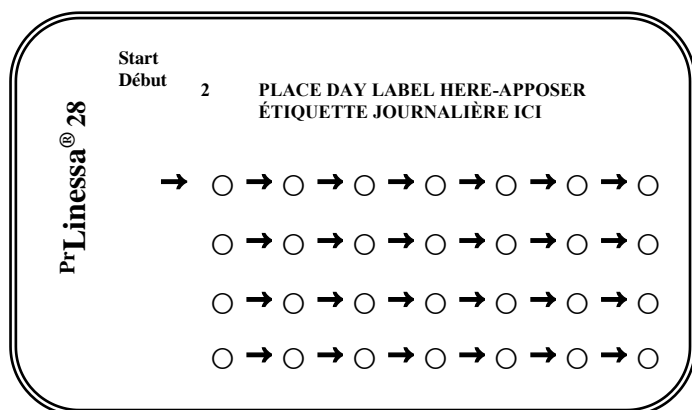 Start
Début
2 PLACE DAY LABEL HERE-APPOSER
ÉTIQUETTE JOURNALIÈRE ICI
PrLinessa® 28